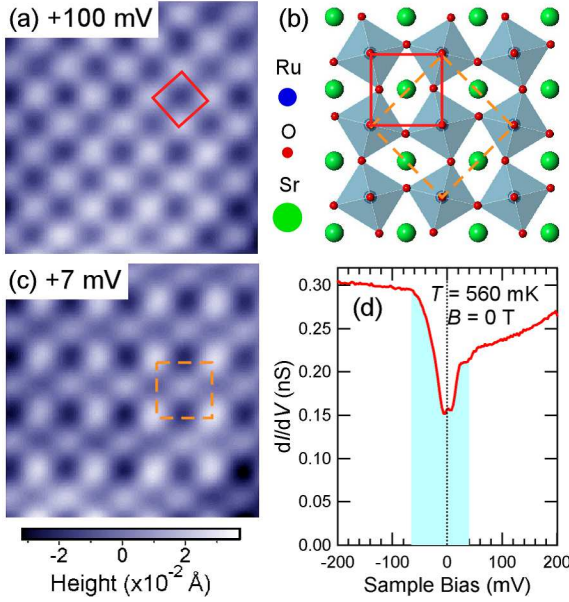 (a) +100 mV
(b)
Ru
O
Sr
(c) +7 mV
-2
0
2
Height (x10⁻² Å)
(d)
T = 560 mK
B = 0 T
0.30
0.25
0.20
0.15
0.10
0.05
0.00
dI/dV (nS)
-200
-100
0
100
200
Sample Bias (mV)